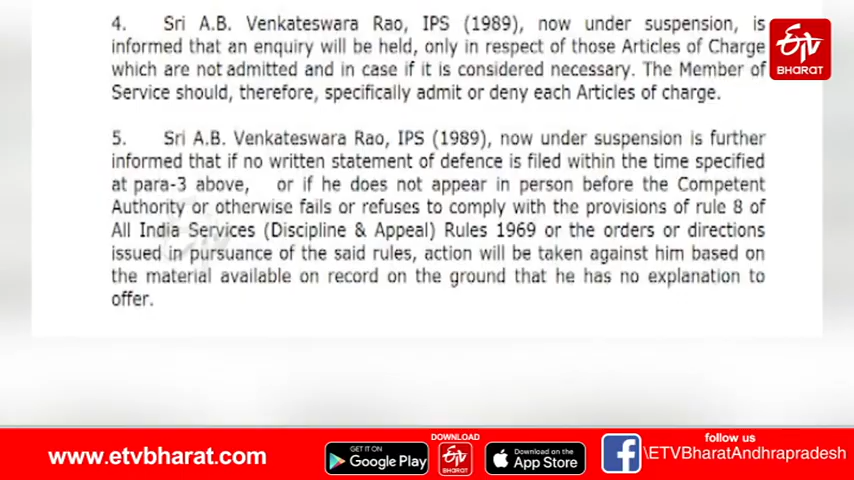 4. Sri A.B. Venkateswara Rao, IPS (1989), now under suspension, is
informed that an enquiry will be held, only in respect of those Articles of Charge
which are not admitted and in case if it is considered necessary. The Member of
Service should, therefore, specifically admit or deny each Articles of charge.
5. Sri A.B. Venkateswara Rao, IPS (1989), now under suspension is further
informed that if no written statement of defence is filed within the time specified
at para-3 above, or if he does not appear in person before the Competent
Authority or otherwise fails or refuses to comply with the provisions of rule 8 of
All India Services (Discipline & Appeal) Rules 1969 or the orders or directions
issued in pursuance of the said rules, action will be taken against him based on
the material available on record on the ground that he has no explanation to
offer.
ETV
BHARAT
www.etvbharat.com
GET IT ON
Google Play
DOWNLOAD
ETV
BHARAT
Download on the
App Store
follow us
f\ETVBharatAndhrapradesh